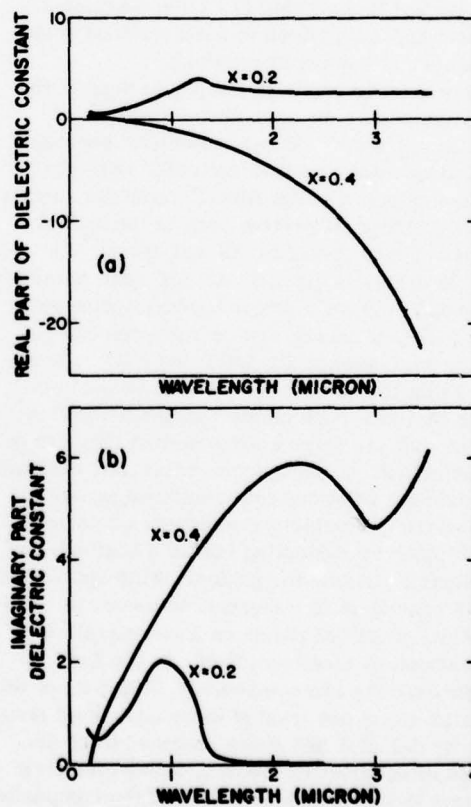 10
X=0.2
0
1
2
3
X=0.4
-10
(a)
-20
REAL PART OF DIELECTRIC CONSTANT
WAVELENGTH (MICRON)
(b)
6
X=0.4
4
2
X=0.2
0
0
1
2
3
IMAGINARY PART
DIELECTRIC CONSTANT
WAVELENGTH (MICRON)